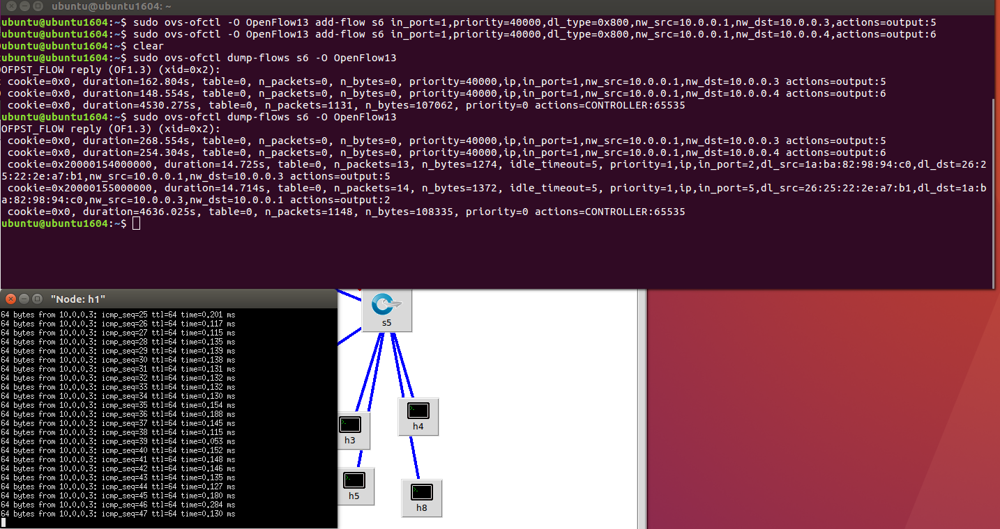 ubuntu@ubuntu1604: ~
ubuntu@ubuntu1604:~$ sudo ovs-ofctl -O OpenFlow13 add-flow s6 in_port=1,priority=40000,dl_type=0x800,nw_src=10.0.0.1,nw_dst=10.0.0.3,actions=output:5
ubuntu@ubuntu1604:~$ sudo ovs-ofctl -O OpenFlow13 add-flow s6 in_port=1,priority=40000,dl_type=0x800,nw_src=10.0.0.1,nw_dst=10.0.0.4,actions=output:6
ubuntu@ubuntu1604:~$ clear
ubuntu@ubuntu1604:~$ sudo ovs-ofctl dump-flows s6 -O OpenFlow13
OFPST_FLOW reply (OF1.3) (xid=0x2):
cookie=0x0, duration=162.804s, table=0, n_packets=0, n_bytes=0, priority=40000,ip,in_port=1,nw_src=10.0.0.1,nw_dst=10.0.0.3 actions=output:5
cookie=0x0, duration=148.554s, table=0, n_packets=0, n_bytes=0, priority=40000,ip,in_port=1,nw_src=10.0.0.1,nw_dst=10.0.0.4 actions=output:6
cookie=0x0, duration=4530.275s, table=0, n_packets=1131, n_bytes=107062, priority=0 actions=CONTROLLER:65535
ubuntu@ubuntu1604:~$ sudo ovs-ofctl dump-flows s6 -O OpenFlow13
OFPST_FLOW reply (OF1.3) (xid=0x2):
cookie=0x0, duration=268.554s, table=0, n_packets=0, n_bytes=0, priority=40000,ip,in_port=1,nw_src=10.0.0.1,nw_dst=10.0.0.3 actions=output:5
cookie=0x0, duration=254.304s, table=0, n_packets=0, n_bytes=0, priority=40000,ip,in_port=1,nw_src=10.0.0.1,nw_dst=10.0.0.4 actions=output:6
cookie=0x20000154000000, duration=14.725s, table=0, n_packets=13, n_bytes=1274, idle_timeout=5, priority=1,ip,in_port=2,dl_src=1a:ba:82:98:94:c0,dl_dst=26:2
5:22:2e:a7:b1,nw_src=10.0.0.1,nw_dst=10.0.0.3 actions=output:5
cookie=0x20000155000000, duration=14.714s, table=0, n_packets=14, n_bytes=1372, idle_timeout=5, priority=1,ip,in_port=5,dl_src=26:25:22:2e:a7:b1,dl_dst=1a:b
a:82:98:94:c0,nw_src=10.0.0.3,nw_dst=10.0.0.1 actions=output:2
cookie=0x0, duration=4636.025s, table=0, n_packets=1148, n_bytes=108335, priority=0 actions=CONTROLLER:65535
ubuntu@ubuntu1604:~$
"Node: h1"
64 bytes from 10.0.0.3: icmp_seq=25 ttl=64 time=0.201 ms
64 bytes from 10.0.0.3: icmp_seq=26 ttl=64 time=0.117 ms
64 bytes from 10.0.0.3: icmp_seq=27 ttl=64 time=0.115 ms
64 bytes from 10.0.0.3: icmp_seq=28 ttl=64 time=0.135 ms
64 bytes from 10.0.0.3: icmp_seq=29 ttl=64 time=0.139 ms
64 bytes from 10.0.0.3: icmp_seq=30 ttl=64 time=0.138 ms
64 bytes from 10.0.0.3: icmp_seq=31 ttl=64 time=0.131 ms
64 bytes from 10.0.0.3: icmp_seq=32 ttl=64 time=0.132 ms
64 bytes from 10.0.0.3: icmp_seq=33 ttl=64 time=0.132 ms
64 bytes from 10.0.0.3: icmp_seq=34 ttl=64 time=0.130 ms
64 bytes from 10.0.0.3: icmp_seq=35 ttl=64 time=0.154 ms
64 bytes from 10.0.0.3: icmp_seq=36 ttl=64 time=0.188 ms
64 bytes from 10.0.0.3: icmp_seq=37 ttl=64 time=0.145 ms
64 bytes from 10.0.0.3: icmp_seq=38 ttl=64 time=0.115 ms
64 bytes from 10.0.0.3: icmp_seq=39 ttl=64 time=0.053 ms
64 bytes from 10.0.0.3: icmp_seq=40 ttl=64 time=0.152 ms
64 bytes from 10.0.0.3: icmp_seq=41 ttl=64 time=0.148 ms
64 bytes from 10.0.0.3: icmp_seq=42 ttl=64 time=0.146 ms
64 bytes from 10.0.0.3: icmp_seq=43 ttl=64 time=0.135 ms
64 bytes from 10.0.0.3: icmp_seq=44 ttl=64 time=0.127 ms
64 bytes from 10.0.0.3: icmp_seq=45 ttl=64 time=0.180 ms
64 bytes from 10.0.0.3: icmp_seq=46 ttl=64 time=0.284 ms
64 bytes from 10.0.0.3: icmp_seq=47 ttl=64 time=0.130 ms
s5
h4
h3
h5
h8